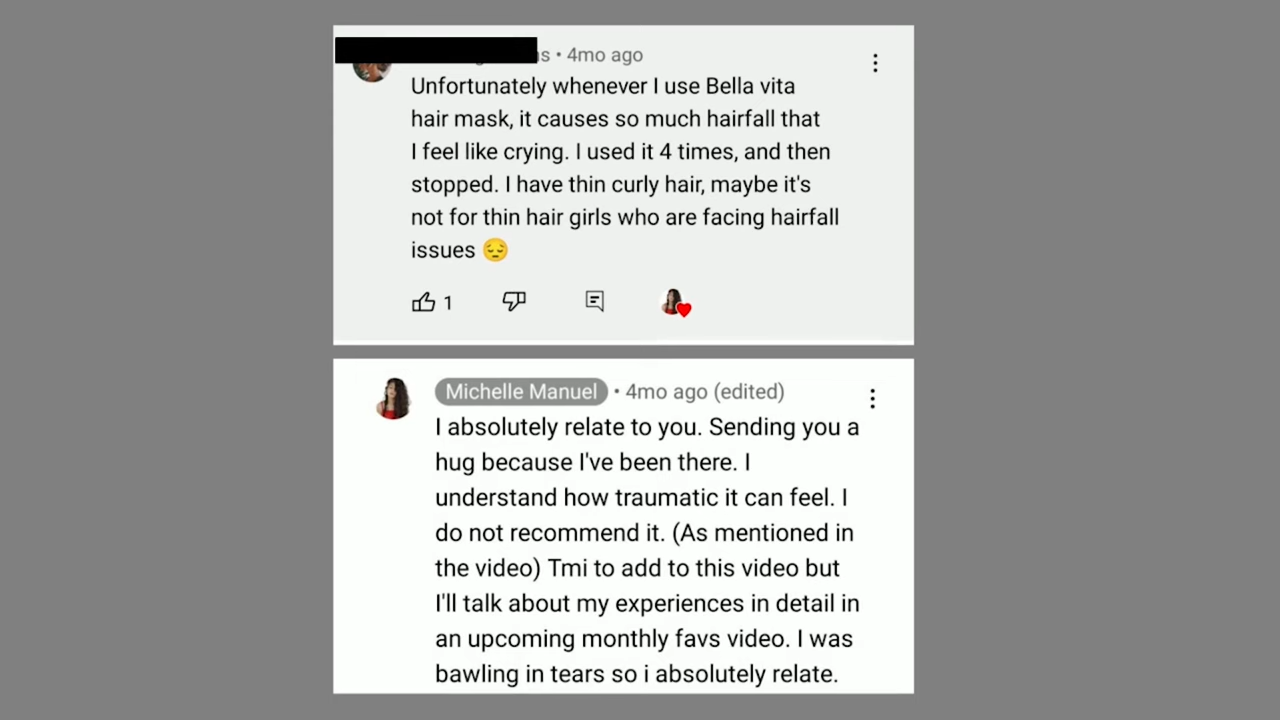 • 4mo ago
Unfortunately whenever I use Bella vita
hair mask, it causes so much hairfall that
I feel like crying. I used it 4 times, and then
stopped. I have thin curly hair, maybe it's
not for thin hair girls who are facing hairfall
issues 😔
1
Michelle Manuel • 4mo ago (edited)
I absolutely relate to you. Sending you a
hug because I've been there. I
understand how traumatic it can feel. I
do not recommend it. (As mentioned in
the video) Tmi to add to this video but
I'll talk about my experiences in detail in
an upcoming monthly favs video. I was
bawling in tears so i absolutely relate.